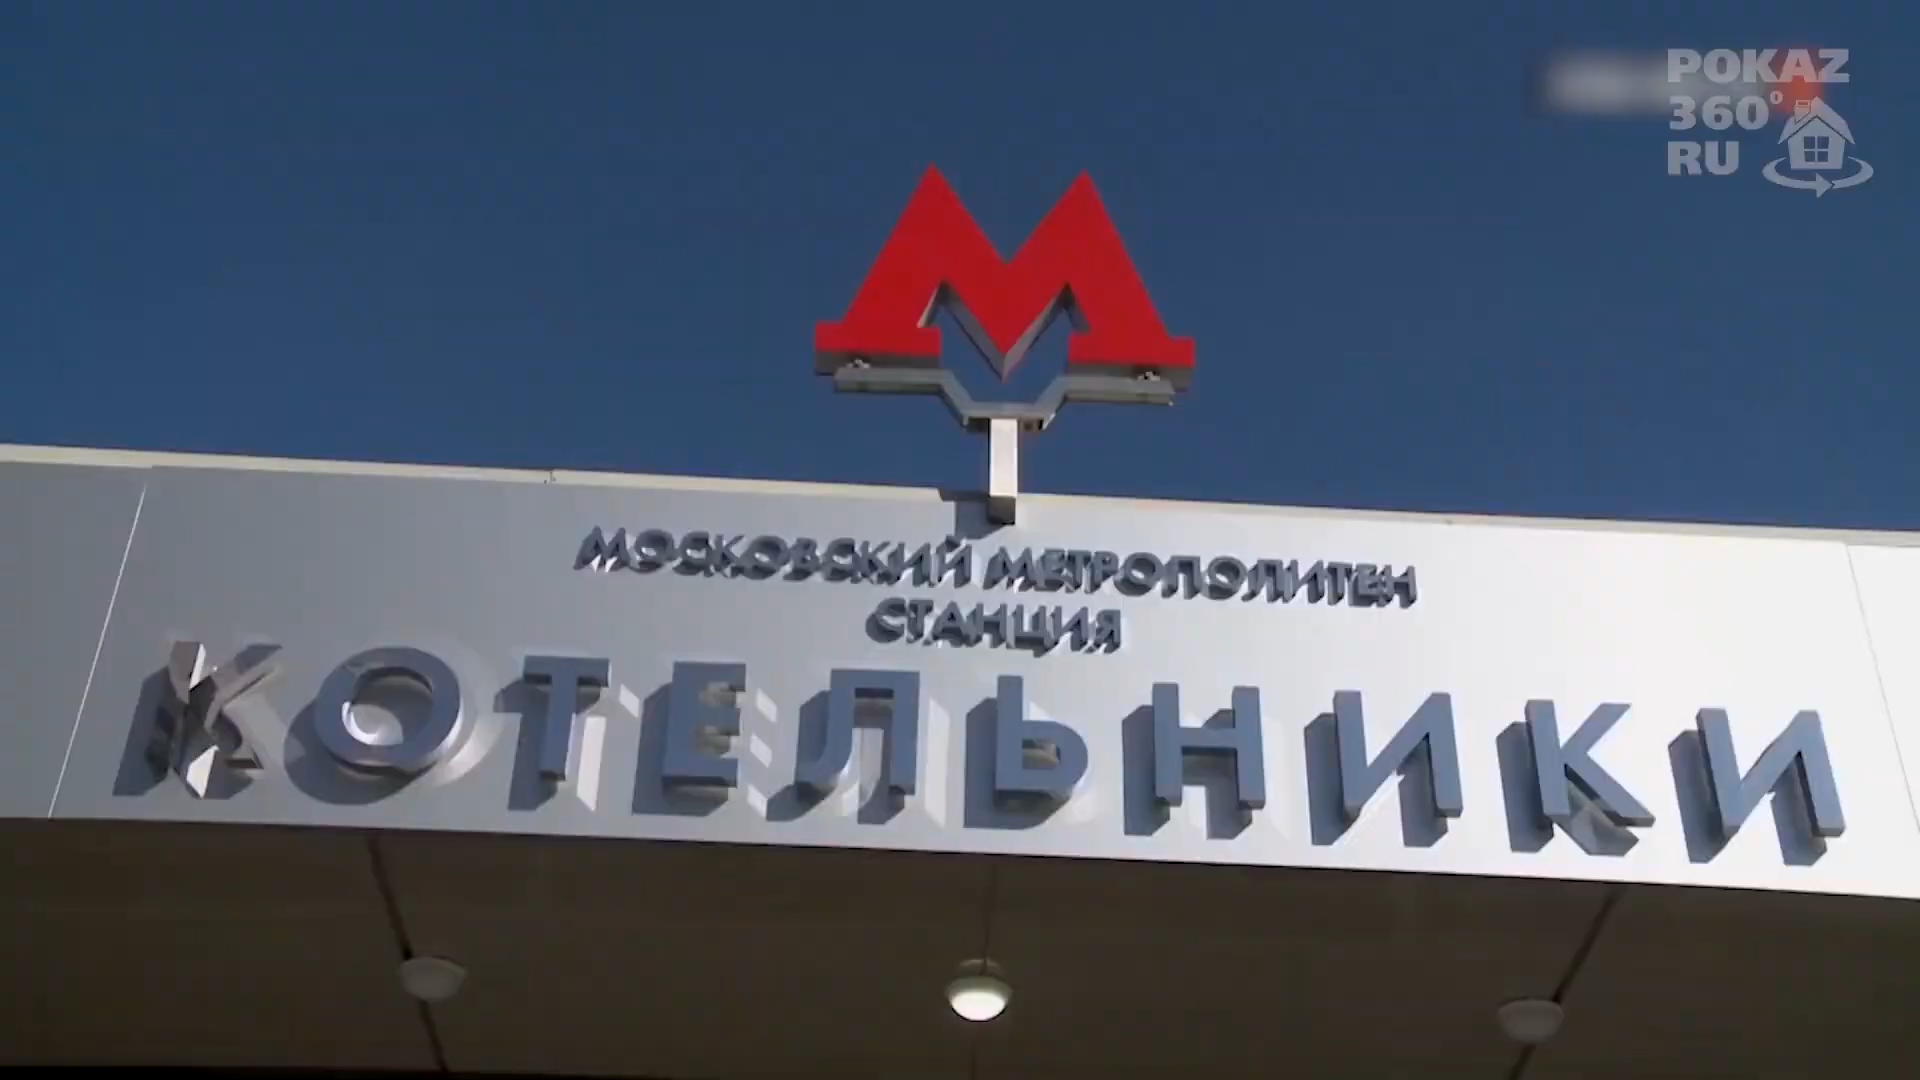 POKAZ
360°
RU
М
МОСКОВСКИЙ МЕТРОПОЛИТЕН
СТАНЦИЯ
КОТЕЛЬНИКИ